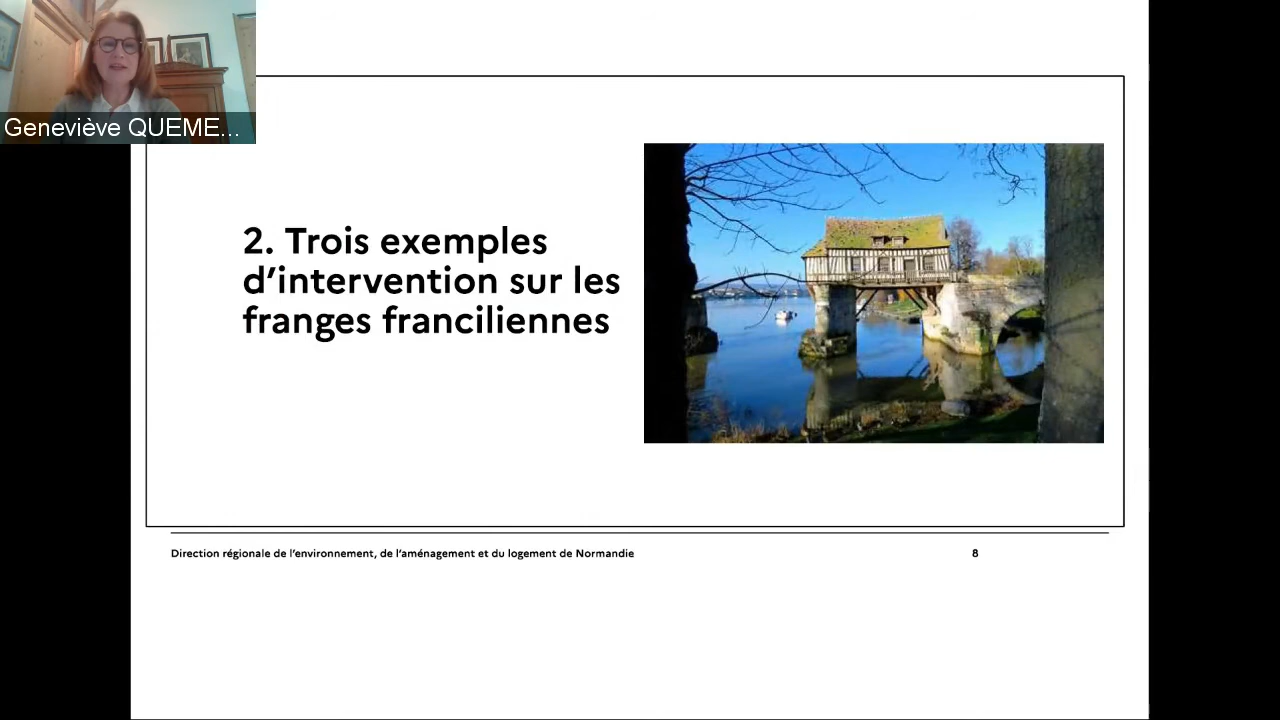 Geneviève QUEME...
2. Trois exemples
d’intervention sur les
franges franciliennes
Direction régionale de l’environnement, de l’aménagement et du logement de Normandie
8